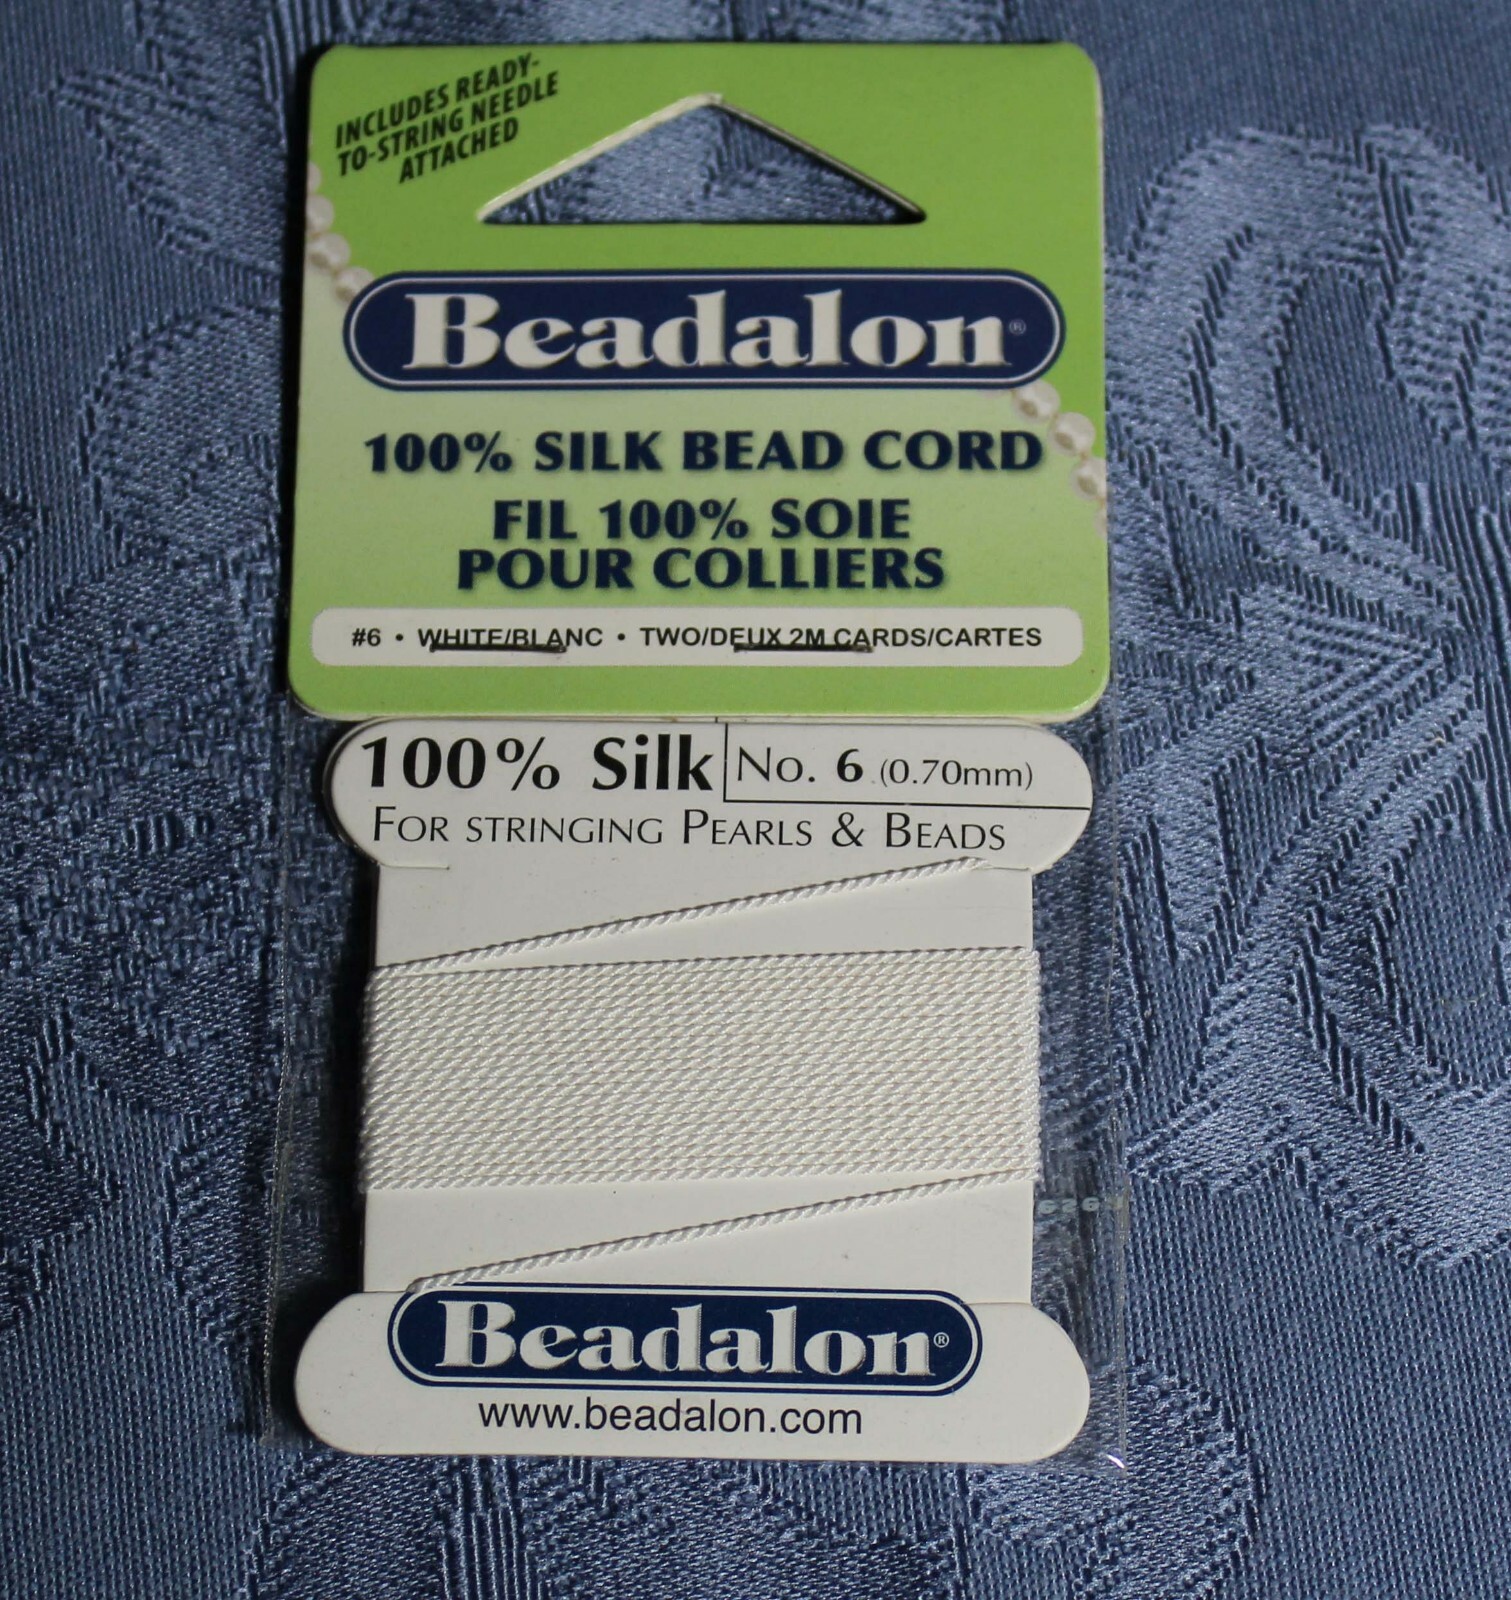 INCLUDES READY-
TO-STRING NEEDLE
ATTACHED
Beadalon®
100% SILK BEAD CORD
FIL 100% SOIE
POUR COLLIERS
#6 • WHITE/BLANC • TWO/DEUX 2M CARDS/CARTES
100% Silk No. 6 (0.70mm)
FOR STRINGING PEARLS & BEADS
Beadalon®
www.beadalon.com